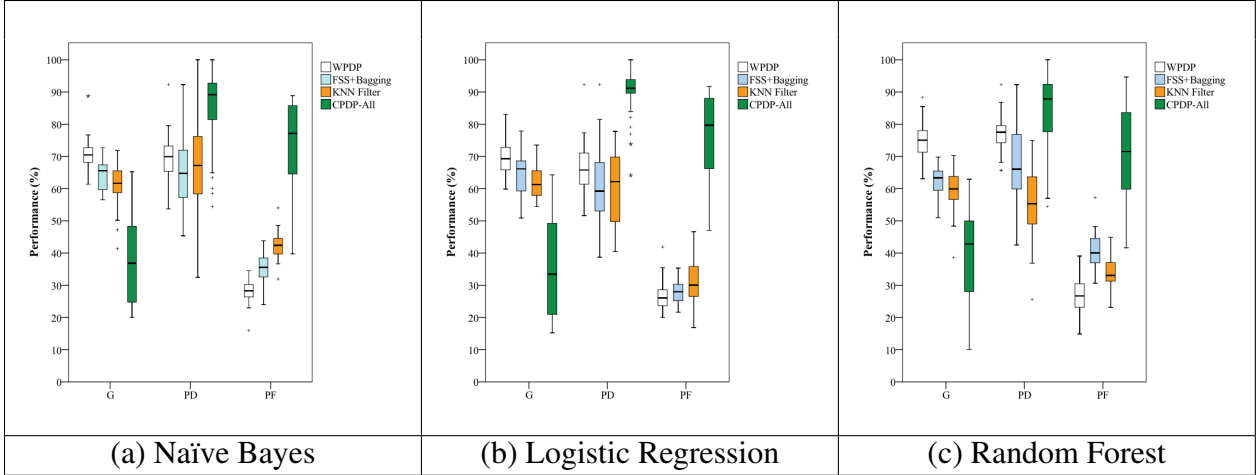 100
90
80
70
60
50
40
30
20
10
0
Performance (%)
G PD PF
WPDP
FSS+Bagging
KNN Filter
CPDP-All
(a) Naïve Bayes
100
90
80
70
60
50
40
30
20
10
0
Performance (%)
G PD PF
WPDP
FSS+Bagging
KNN Filter
CPDP-All
(b) Logistic Regression
100
90
80
70
60
50
40
30
20
10
0
Performance (%)
G PD PF
WPDP
FSS+Bagging
KNN Filter
CPDP-All
(c) Random Forest